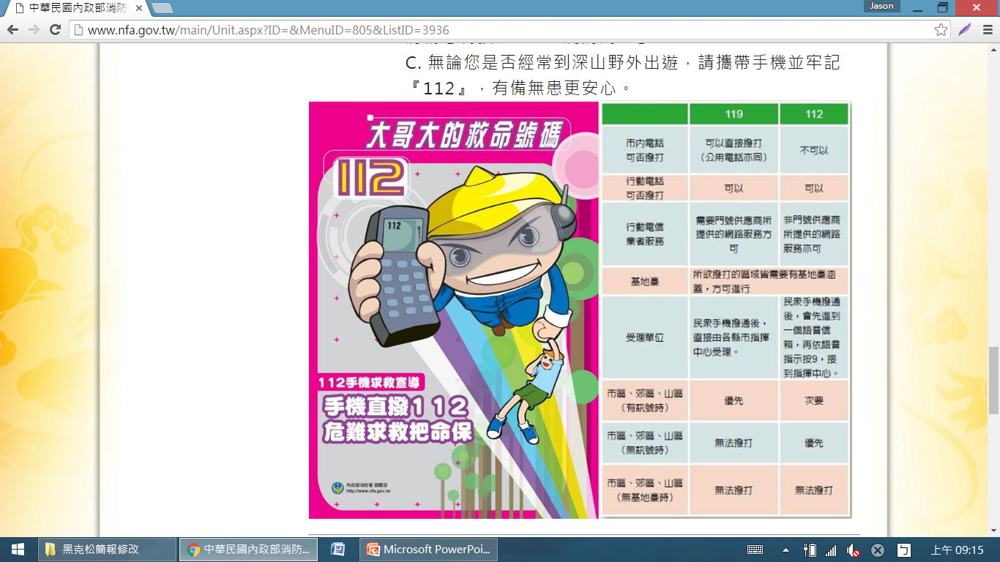 中華民國內政部消防
Jason
www.nfa.gov.tw/main/Unit.aspx?ID=&MenuID=805&ListID=3936
C. 無論您是否經常到深山野外出遊，請攜帶手機並牢記
『112』，有備無患更安心。
大哥大的救命號碼
112
112
112手機求救宣導
手機直撥112
危難求救把命保
內政部消防署 提醒您
http://www.nfa.gov.tw
119
112
市內電話
可否撥打
可以直接撥打
（公用電話亦同）
不可以
行動電話
可否撥打
可以
可以
行動電信
業者服務
需要門號供應商所
提供的網路服務方
可
非門號供應商
所提供的網路
服務亦可
基地臺
所欲撥打的區域皆需要有基地臺涵
蓋，方可進行
受理單位
民眾手機撥通後，
直接由各縣市指揮
中心受理。
民眾手機撥通
後，會先進到
一個語音信
箱，再依語音
指示按9，接
到指揮中心。
市區、郊區、山區
（有訊號時）
優先
次要
市區、郊區、山區
（無訊號時）
無法撥打
優先
市區、郊區、山區
（無基地臺時）
無法撥打
無法撥打
黑克松簡報修改
中華民國內政部消防...
Microsoft PowerPoi...
ㄅ
上午 09:15